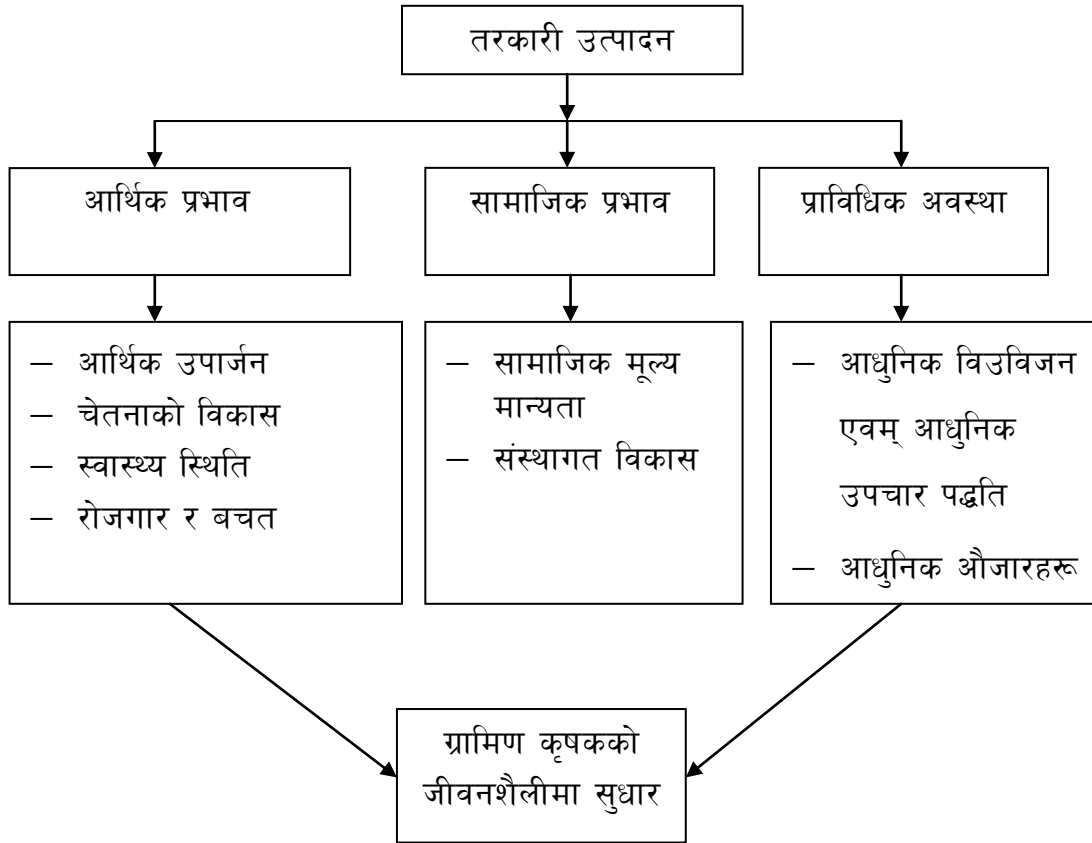 तरकारी उत्पादन
आर्थिक प्रभाव
सामाजिक प्रभाव
प्राविधिक अवस्था
– आर्थिक उपार्जन
– चेतनाको विकास
– स्वास्थ्य स्थिति
– रोजगार र बचत
– सामाजिक मूल्य
मान्यता
– संस्थागत विकास
– आधुनिक विउविजन
एवम् आधुनिक
उपचार पद्धति
– आधुनिक औजारहरू
ग्रामिण कृषकको
जीवनशैलीमा सुधार